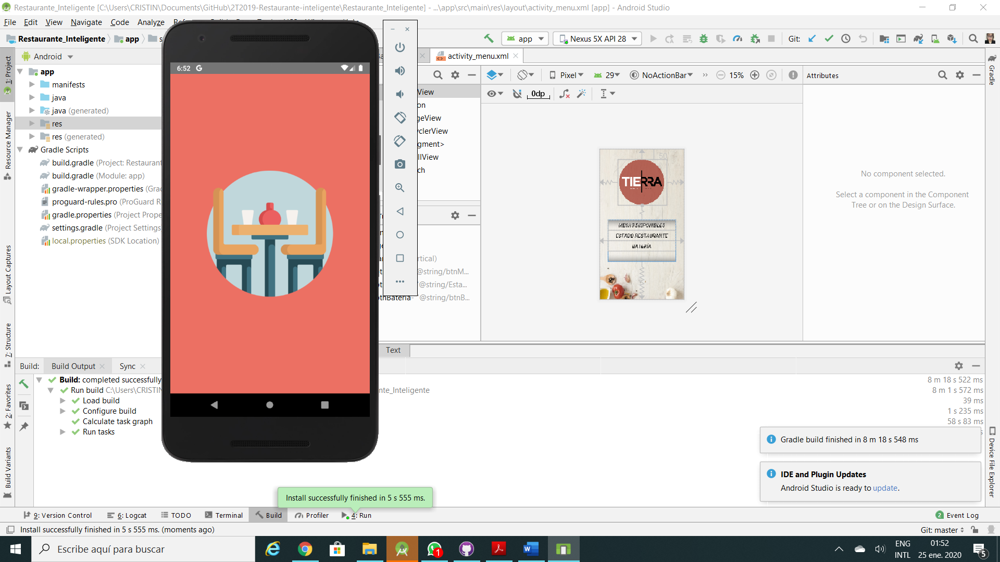 Restaurante_Inteligente [C:\Users\CRISTIN\Documents\GitHub\2T2019-Restaurante-inteligente\Restaurante_Inteligente] - ...\app\src\main\res\layout\activity_menu.xml [app] - Android Studio
File Edit View Navigate Code Analyze
Restaurante_Inteligente app
app Nexus 5X API 28 Git:
Android
activity_menu.xml
1: Project
Resource Manager
Layout Captures
7: Structure
2: Favorites
Build Variants
Gradle
Device File Explorer
app
manifests
java
java (generated)
res
res (generated)
Gradle Scripts
build.gradle (Project: Restaurant
build.gradle (Module: app)
gradle-wrapper.properties (Gra
proguard-rules.pro (ProGuard R
gradle.properties (Project Prope
settings.gradle (Project Settings
local.properties (SDK Location)
6:52 G
View
on
geView
yclerView
gment>
llView
ch
rtical)
@string/btnM...
@string/Esta...
tnBateria- "@string/btnB...
Pixel 29 NoActionBar 15%
0dp
50
TIERRA
MESAS DISPONIBLES
ESTADO RESTAURANTE
BATERÍA
Attributes
No component selected.
Select a component in the Component
Tree or on the Design Surface.
Text
Build: Build Output Sync
Build: completed successfully
8 m 18 s 522 ms
Run build C:\Users\CRISTIN
nte_Inteligente
8 m 1 s 572 ms
Load build
39 ms
Configure build
1 s 235 ms
Calculate task graph
58 s 83 ms
Run tasks
Gradle build finished in 8 m 18 s 548 ms
IDE and Plugin Updates
Android Studio is ready to update.
Install successfully finished in 5 s 555 ms.
9: Version Control 6: Logcat TODO Terminal Build Profiler 4: Run 2 Event Log
Install successfully finished in 5 s 555 ms. (moments ago)
Git: master
Escribe aquí para buscar
1
ENG
INTL
01:52
25 ene. 2020
5